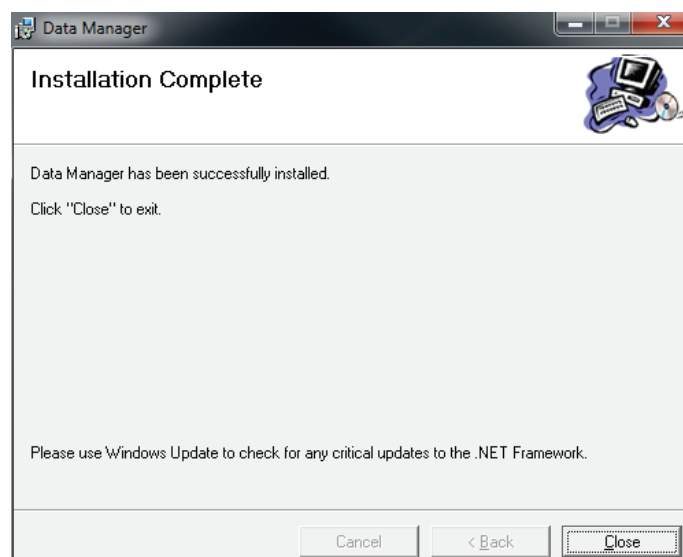 Data Manager
Installation Complete
Data Manager has been successfully installed.
Click "Close" to exit.
Please use Windows Update to check for any critical updates to the .NET Framework.
Cancel
< Back
Close